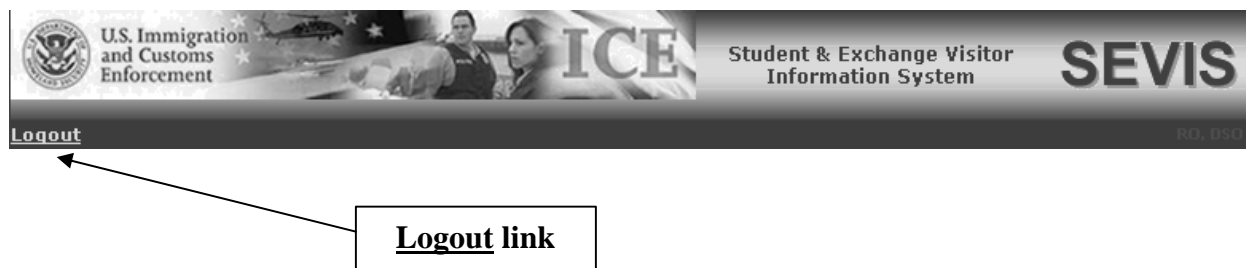 U.S. Immigration
and Customs
Enforcement
ICE
Student & Exchange Visitor
Information System
SEVIS
Logout
RO, DSO
Logout link